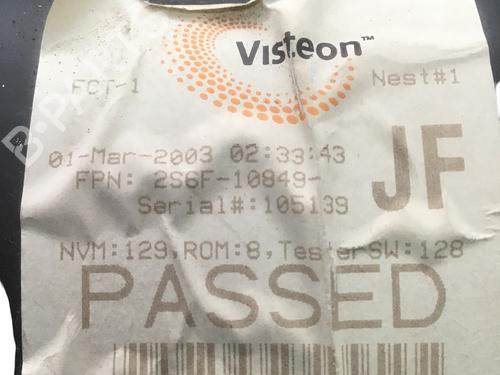 Visteon™
FCT-1
Nest#1
01-Mar-2003 02:33:43
JF
FPN: 2S6F-10849-
Serial#:105139
NVM:129,ROM:8,TesterSW:128
PASSED